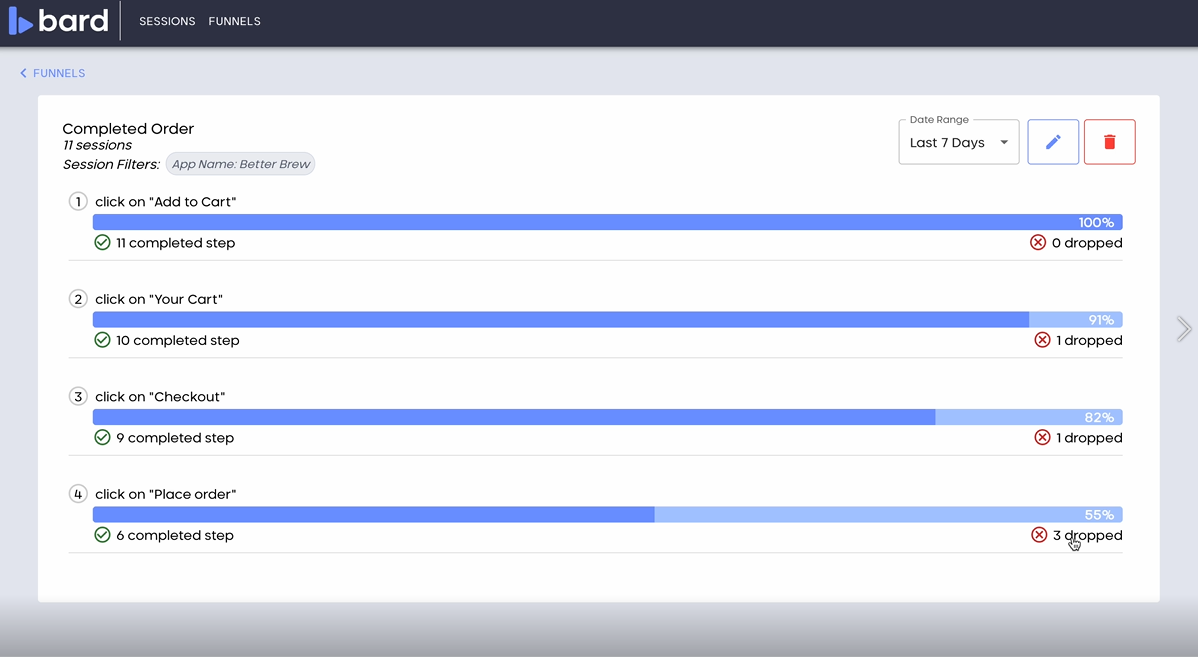 bard SESSIONS FUNNELS
FUNNELS
Completed Order
11 sessions
Session Filters: App Name: Better Brew
Date Range
Last 7 Days
1 click on "Add to Cart"
100%
11 completed step 0 dropped
2 click on "Your Cart"
91%
10 completed step 1 dropped
3 click on "Checkout"
82%
9 completed step 1 dropped
4 click on "Place order"
55%
6 completed step 3 dropped